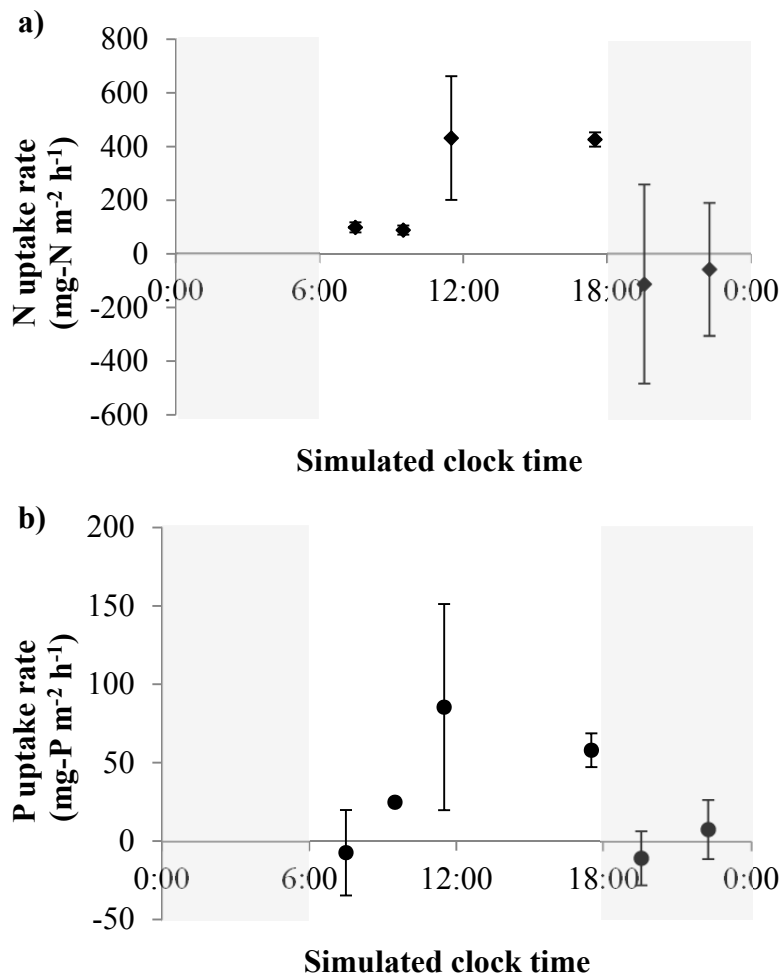 a)
800
600
400
200
0
-200
-400
-600
N uptake rate
(mg-N m⁻² h⁻¹)
0:00 6:00 12:00 18:00 0:00
Simulated clock time
b)
200
150
100
50
0
-50
P uptake rate
(mg-P m⁻² h⁻¹)
0:00 6:00 12:00 18:00 0:00
Simulated clock time